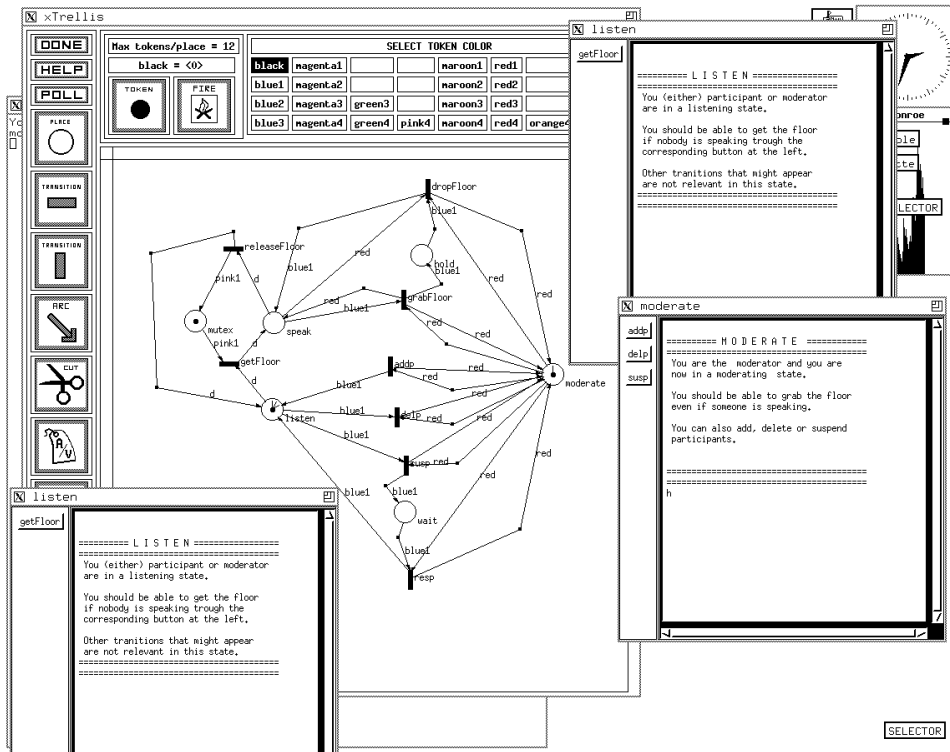 xTrellis
DONE
HELP
POLL
PLACE
TRANSITION
TRANSITION
ARC
CUT
A/V
Max tokens/place = 12
black = <0>
TOKEN
FIRE
SELECT TOKEN COLOR
black magenta1 maroon1 red1
blue1 magenta2 maroon2 red2
blue2 magenta3 green3 maroon3 red3
blue3 magenta4 green4 pink4 maroon4 red4 orange4
dropFloor
blue1
releaseFloor
hold
blue1
blue1
red
red
red
pink1
d
red
grabFloor
blue1
red
red
mutex
speak
pink1
d
getFloor
d
addp
red
red
moderate
blue1
d
listen
blue1
delp
red
red
blue1
susp
red
red
red
blue1
blue1
wait
blue1
resp
listen
getFloor
========== L I S T E N =================
========================================
You (either) participant or moderator
are in a listening state.
You should be able to get the floor
if nobody is speaking trough the
corresponding button at the left.
Other tranitions that might appear
are not relevant in this state.
========================================
========================================
moderate
addp
delp
susp
========== M O D E R A T E =============
========================================
You are the  moderator and you are
now in a moderating  state.
You should be able to grab the floor
even if someone is speaking.
You can also add, delete or suspend
participants.
========================================
========================================
h
listen
getFloor
========== L I S T E N =================
========================================
You (either) participant or moderator
are in a listening state.
You should be able to get the floor
if nobody is speaking trough the
corresponding button at the left.
Other tranitions that might appear
are not relevant in this state.
========================================
========================================
SELECTOR